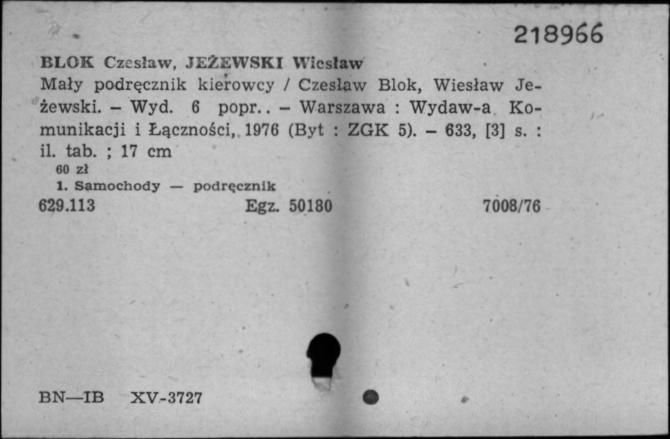 218966
BLOK Czesław, JEŻEWSKI Wiesław
Mały podręcznik kierowcy / Czesław Blok, Wiesław Je-
żewski. – Wyd. 6 popr.. – Warszawa : Wydaw-a Ko-
munikacji i Łączności, 1976 (Byt : ZGK 5). – 633, [3] s. :
il. tab. ; 17 cm
60 zł
1. Samochody — podręcznik
629.113 Egz. 50180 7008/76
BN—IB XV-3727